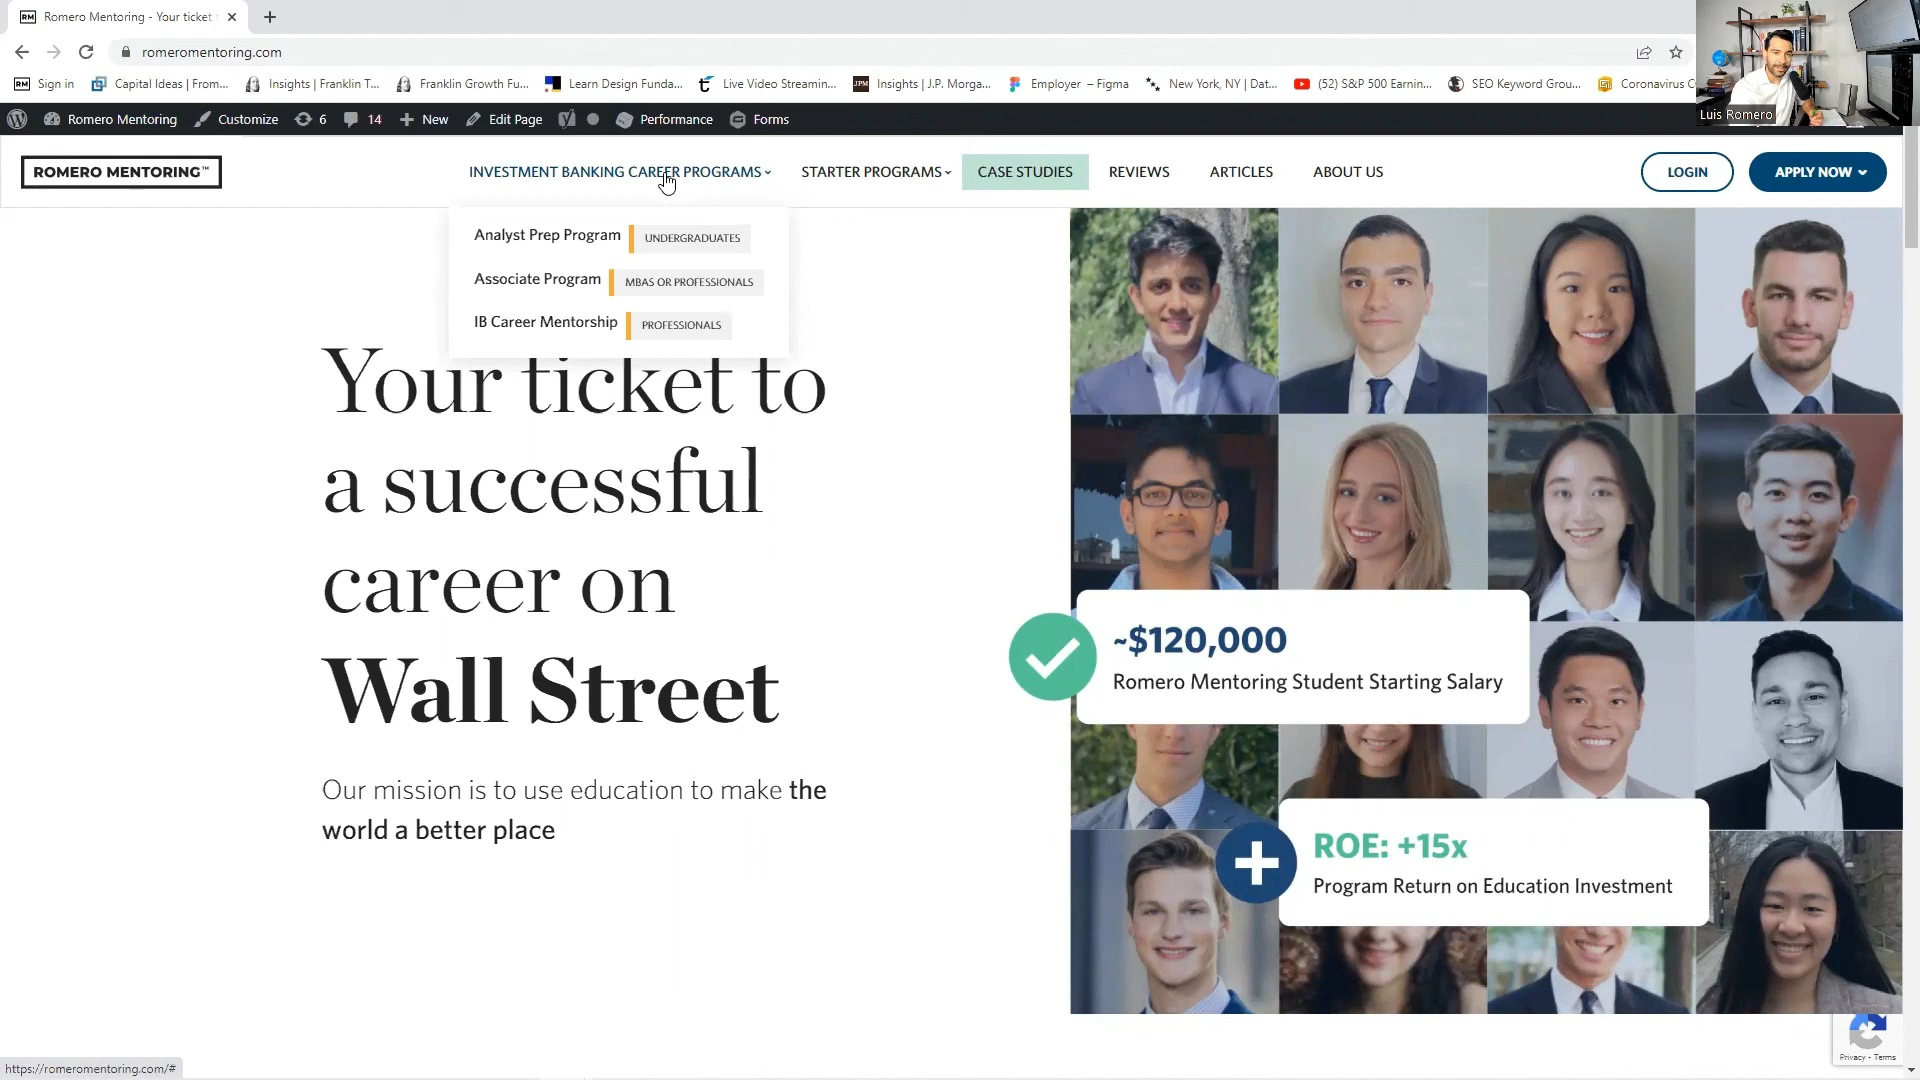 RM Romero Mentoring - Your ticket
romeromentoring.com
RM Sign in
Capital Ideas | From...
Insights | Franklin T...
Franklin Growth Fu...
Learn Design Funda...
Live Video Streamin...
JPM Insights | J.P. Morga...
Employer – Figma
New York, NY | Dat...
(52) S&P 500 Earnin...
SEO Keyword Grou...
Coronavirus C
Luis Romero
Romero Mentoring
Customize
6
14
New
Edit Page
Performance
Forms
ROMERO MENTORING™
INVESTMENT BANKING CAREER PROGRAMS
STARTER PROGRAMS
CASE STUDIES
REVIEWS
ARTICLES
ABOUT US
LOGIN
APPLY NOW
Analyst Prep Program UNDERGRADUATES
Associate Program MBAS OR PROFESSIONALS
IB Career Mentorship PROFESSIONALS
Your ticket to
a successful
career on
Wall Street
Our mission is to use education to make the
world a better place
~$120,000
Romero Mentoring Student Starting Salary
ROE: +15x
Program Return on Education Investment
Privacy - Terms
https://romeromentoring.com/#